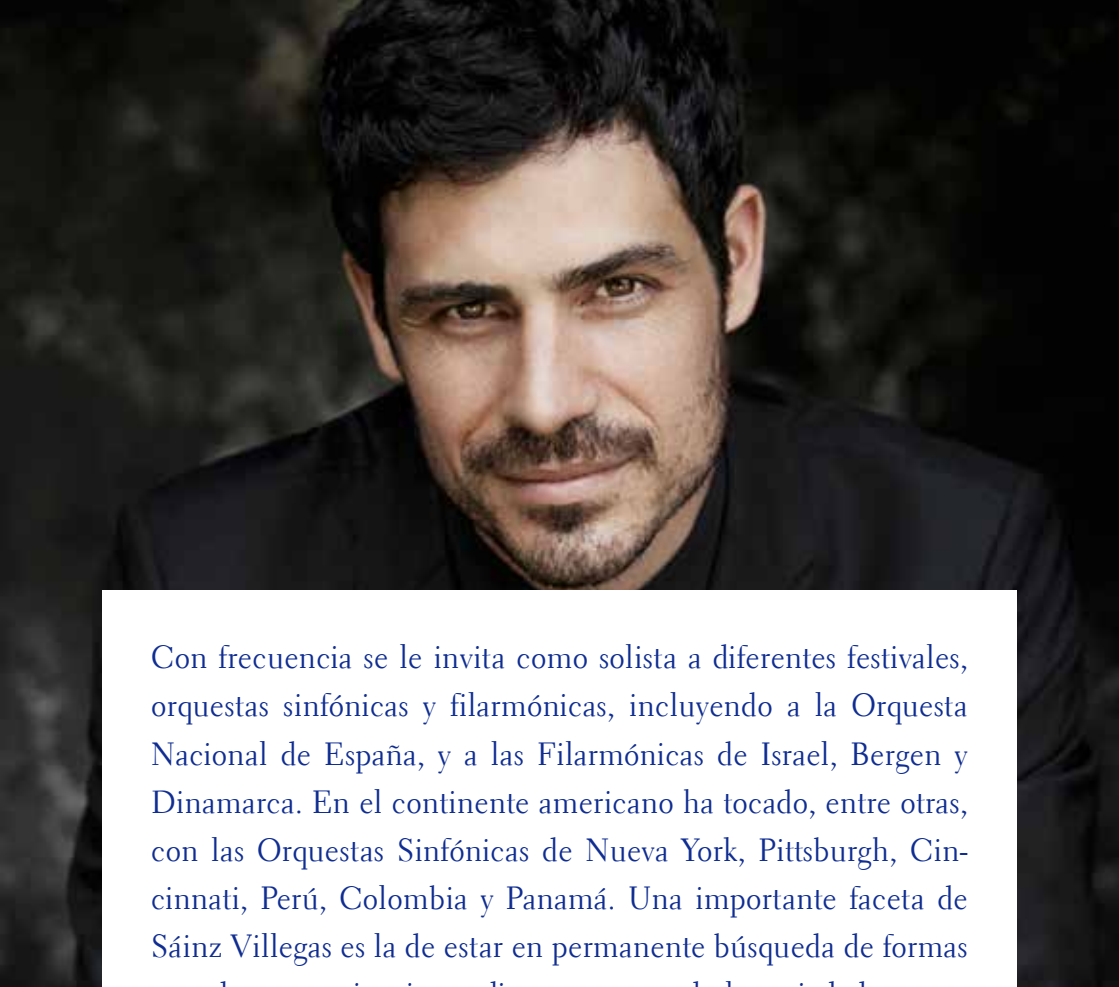 Con frecuencia se le invita como solista a diferentes festivales,
orquestas sinfónicas y filarmónicas, incluyendo a la Orquesta
Nacional de España, y a las Filarmónicas de Israel, Bergen y
Dinamarca. En el continente americano ha tocado, entre otras,
con las Orquestas Sinfónicas de Nueva York, Pittsburgh, Cin-
cinnati, Perú, Colombia y Panamá. Una importante faceta de
Sáinz Villegas es la de estar en permanente búsqueda de formas